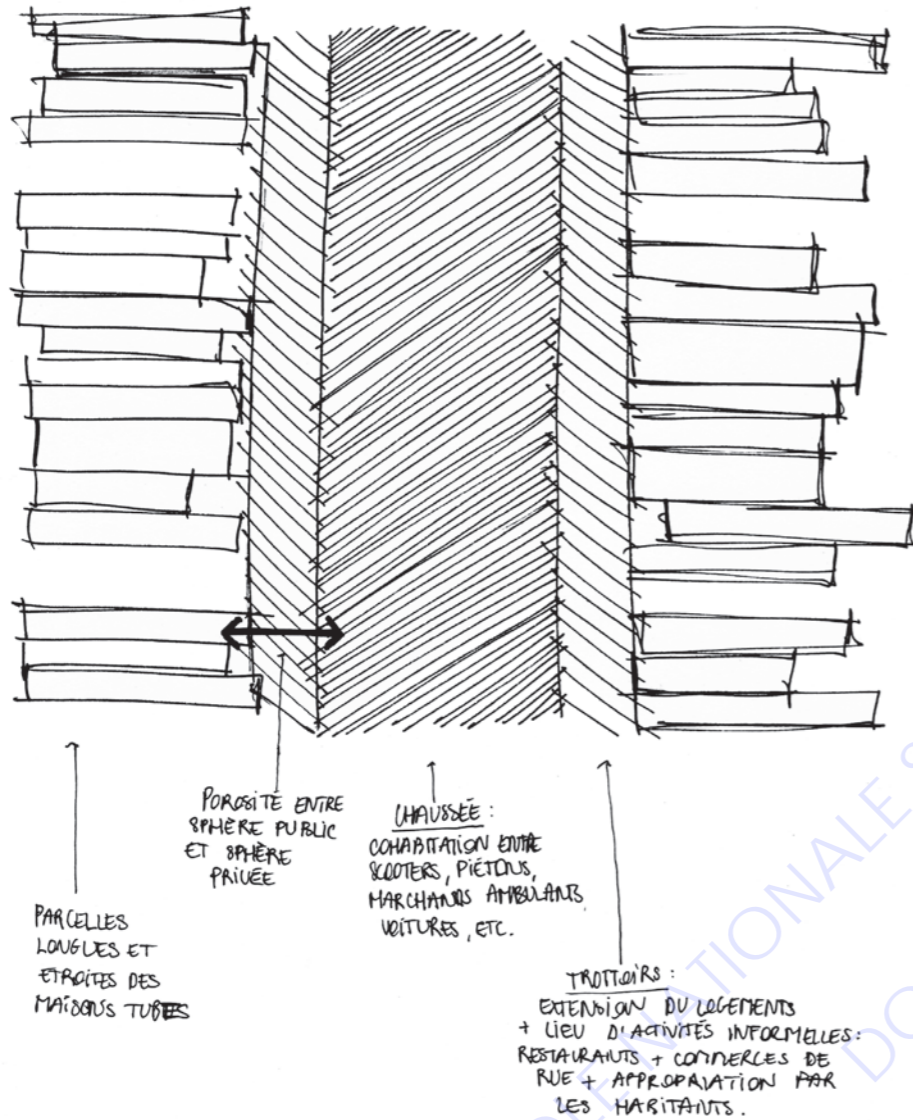 PARCELLES
LONGUES ET
ETROITES DES
MAISONS TUBES
POROSITÉ ENTRE
SPHÈRE PUBLIC
ET SPHÈRE
PRIVÉE
CHAUSSÉE :
COHABITATION ENTRE
SCOOTERS, PIÉTONS,
MARCHANDS AMBULANTS,
VOITURES, ETC.
TROTTOIRS :
EXTENSION DU LOGEMENTS
+ LIEU D'ACTIVITÉS INFORMELLES :
RESTAURANTS + COMMERCES DE
RUE + APPROPRIATION PAR
LES HABITANTS.
NATIONALE